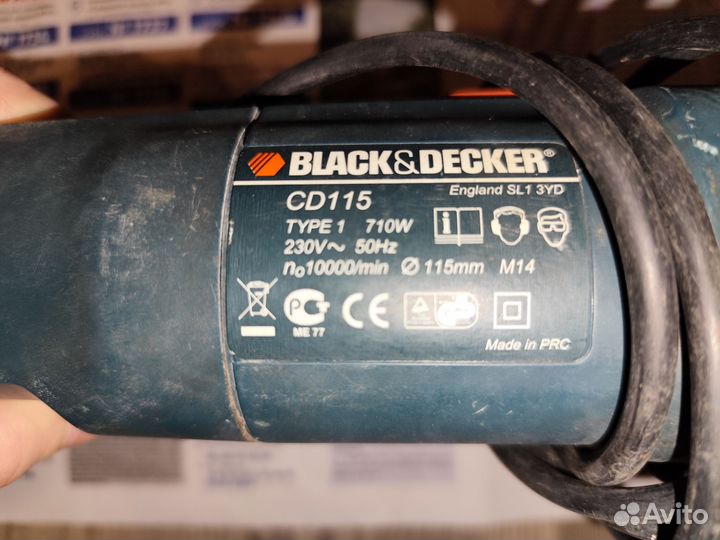 BLACK&DECKER®
England SL1 3YD
CD115
TYPE 1 710W
230V~ 50Hz
n₀10000/min Ø 115mm M14
ME 77
CE
Made in PRC
Avito